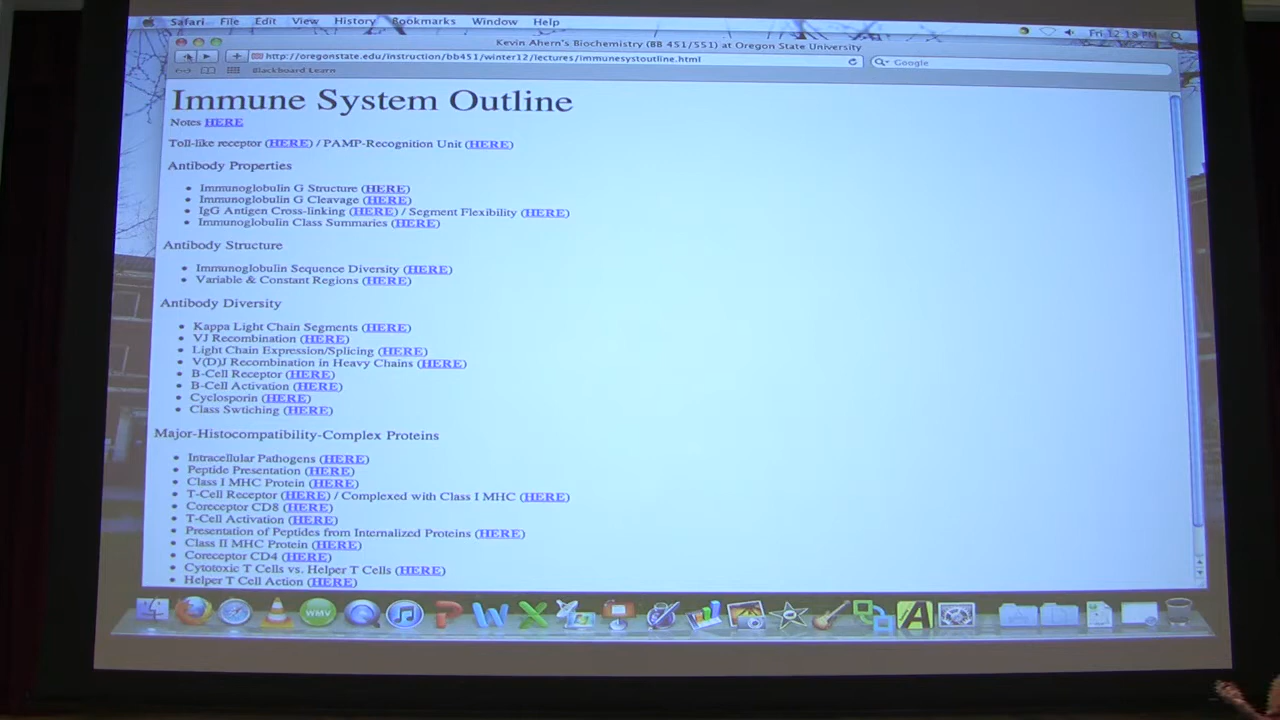 Safari File Edit View History Bookmarks Window Help Fri 12:18 PM
Kevin Ahern's Biochemistry (BB 451/551) at Oregon State University
http://oregonstate.edu/instruction/bb451/winter12/lectures/immunesystoutline.html Google
Blackboard Learn
Immune System Outline
Notes HERE
Toll-like receptor (HERE) / PAMP-Recognition Unit (HERE)
Antibody Properties
• Immunoglobulin G Structure (HERE)
• Immunoglobulin G Cleavage (HERE)
• IgG Antigen Cross-linking (HERE) / Segment Flexibility (HERE)
• Immunoglobulin Class Summaries (HERE)
Antibody Structure
• Immunoglobulin Sequence Diversity (HERE)
• Variable & Constant Regions (HERE)
Antibody Diversity
• Kappa Light Chain Segments (HERE)
• VJ Recombination (HERE)
• Light Chain Expression/Splicing (HERE)
• V(D)J Recombination in Heavy Chains (HERE)
• B-Cell Receptor (HERE)
• B-Cell Activation (HERE)
• Cyclosporin (HERE)
• Class Swtiching (HERE)
Major-Histocompatibility-Complex Proteins
• Intracellular Pathogens (HERE)
• Peptide Presentation (HERE)
• Class I MHC Protein (HERE)
• T-Cell Receptor (HERE) / Complexed with Class I MHC (HERE)
• Coreceptor CD8 (HERE)
• T-Cell Activation (HERE)
• Presentation of Peptides from Internalized Proteins (HERE)
• Class II MHC Protein (HERE)
• Coreceptor CD4 (HERE)
• Cytotoxic T Cells vs. Helper T Cells (HERE)
• Helper T Cell Action (HERE)
WMV